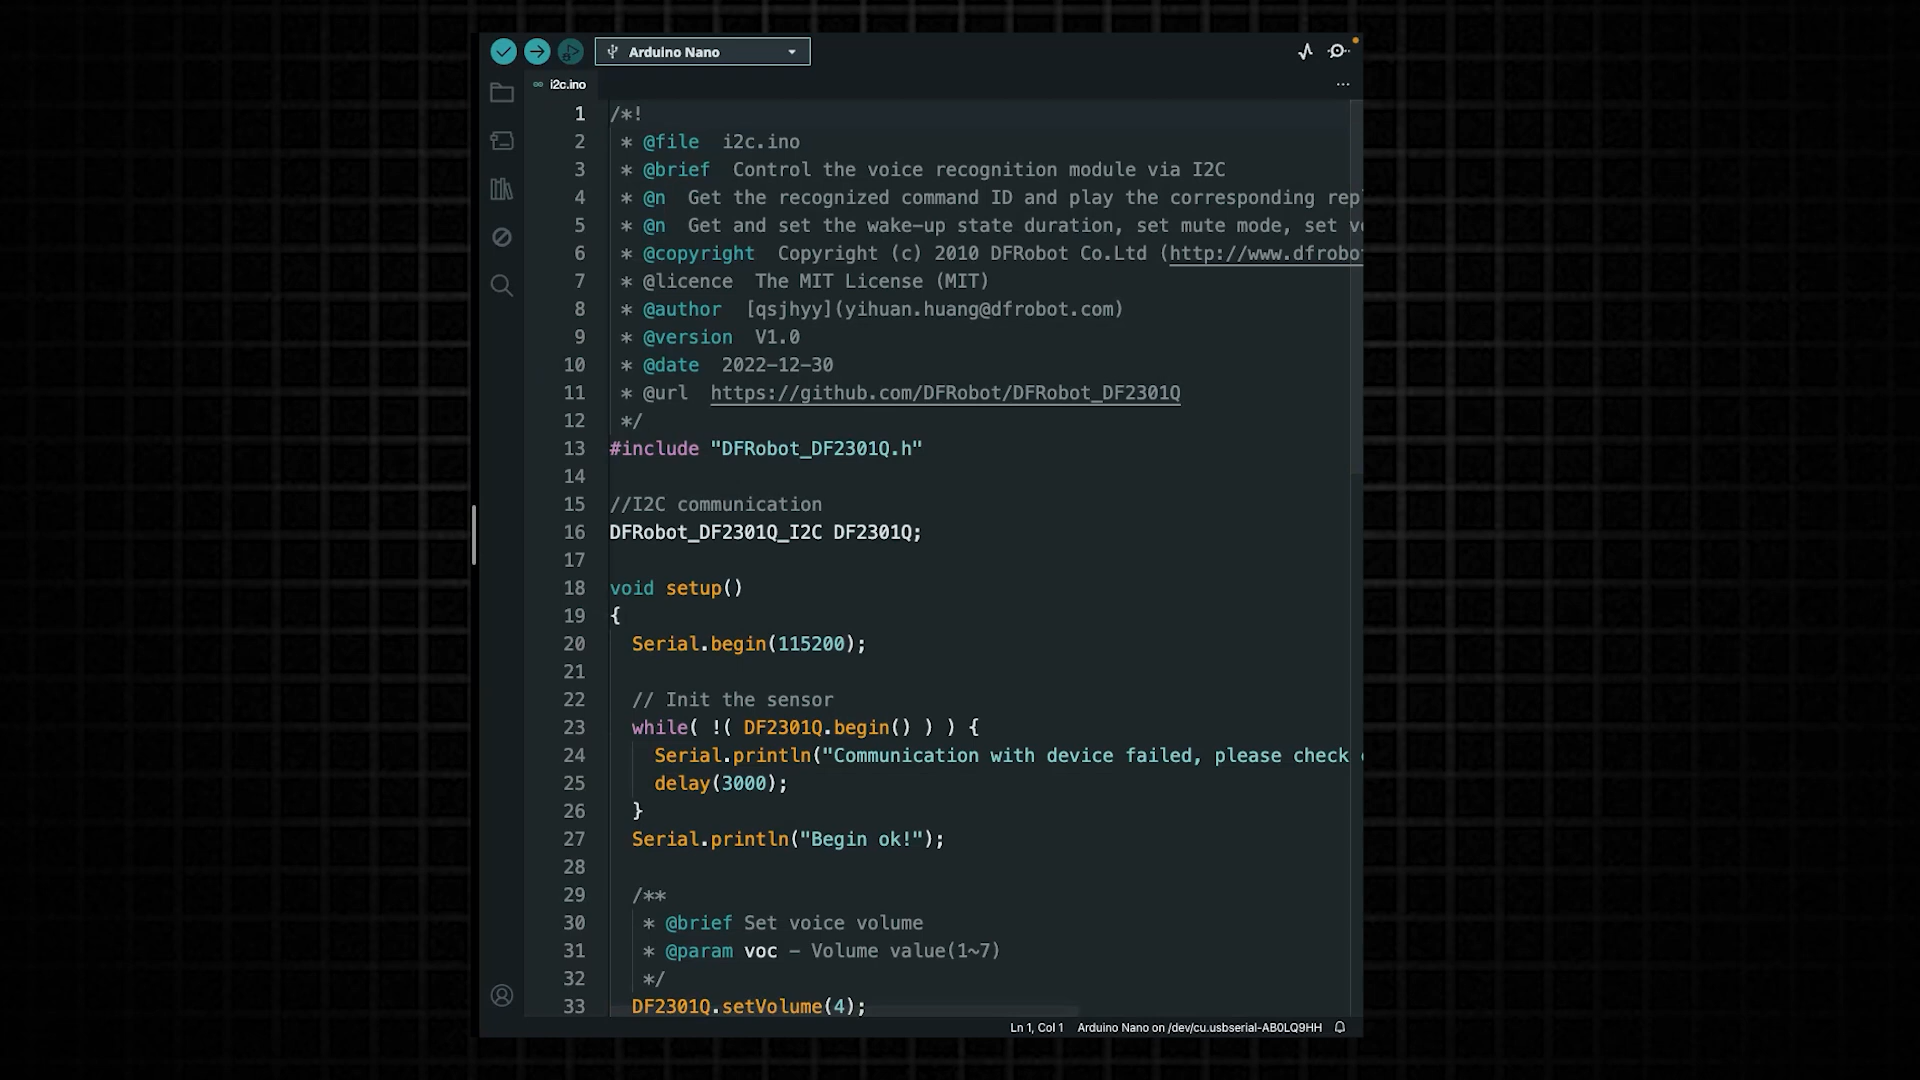 Arduino Nano
i2c.ino
1 /*!
2 * @file i2c.ino
3 * @brief Control the voice recognition module via I2C
4 * @n Get the recognized command ID and play the corresponding
5 * @n Get and set the wake-up state duration, set mute mode, set
6 * @copyright Copyright (c) 2010 DFRobot Co.Ltd (http://www.dfrobot
7 * @licence The MIT License (MIT)
8 * @author [qsjhyy](yihuan.huang@dfrobot.com)
9 * @version V1.0
10 * @date 2022-12-30
11 * @url https://github.com/DFRobot/DFRobot_DF2301Q
12 */
13 #include "DFRobot_DF2301Q.h"
14
15 //I2C communication
16 DFRobot_DF2301Q_I2C DF2301Q;
17
18 void setup()
19 {
20 Serial.begin(115200);
21
22 // Init the sensor
23 while( !( DF2301Q.begin() ) ) {
24 Serial.println("Communication with device failed, please check
25 delay(3000);
26 }
27 Serial.println("Begin ok!");
28
29 /**
30 * @brief Set voice volume
31 * @param voc - Volume value(1~7)
32 */
33 DF2301Q.setVolume(4);
Ln 1, Col 1 Arduino Nano on /dev/cu.usbserial-AB0LQ9HH